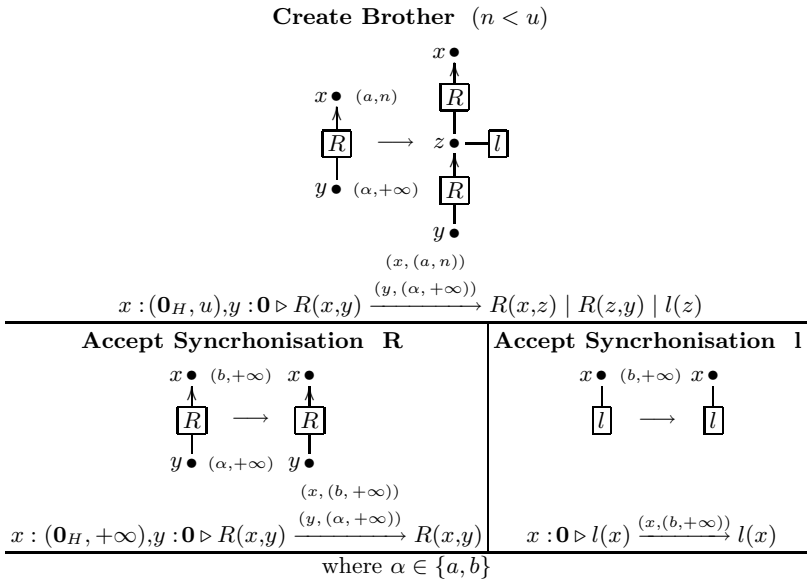 Create Brother (n < u)
x •
R
x • (a,n)
R → z • l
y • (α,+∞)
R
y •
(x, (a, n))
(y, (α, +∞))
x : (0_H, u), y : 0 ▷ R(x,y) ⟶ R(x,z) | R(z,y) | l(z)
Accept Syncrhonisation R
x • (b,+∞) x •
R → R
y • (α,+∞) y •
(x, (b, +∞))
(y, (α, +∞))
x : (0_H, +∞), y : 0 ▷ R(x,y) ⟶ R(x,y)
Accept Syncrhonisation l
x • (b,+∞) x •
l → l
(x,(b,+∞))
x : 0 ▷ l(x) ⟶ l(x)
where α ∈ {a, b}